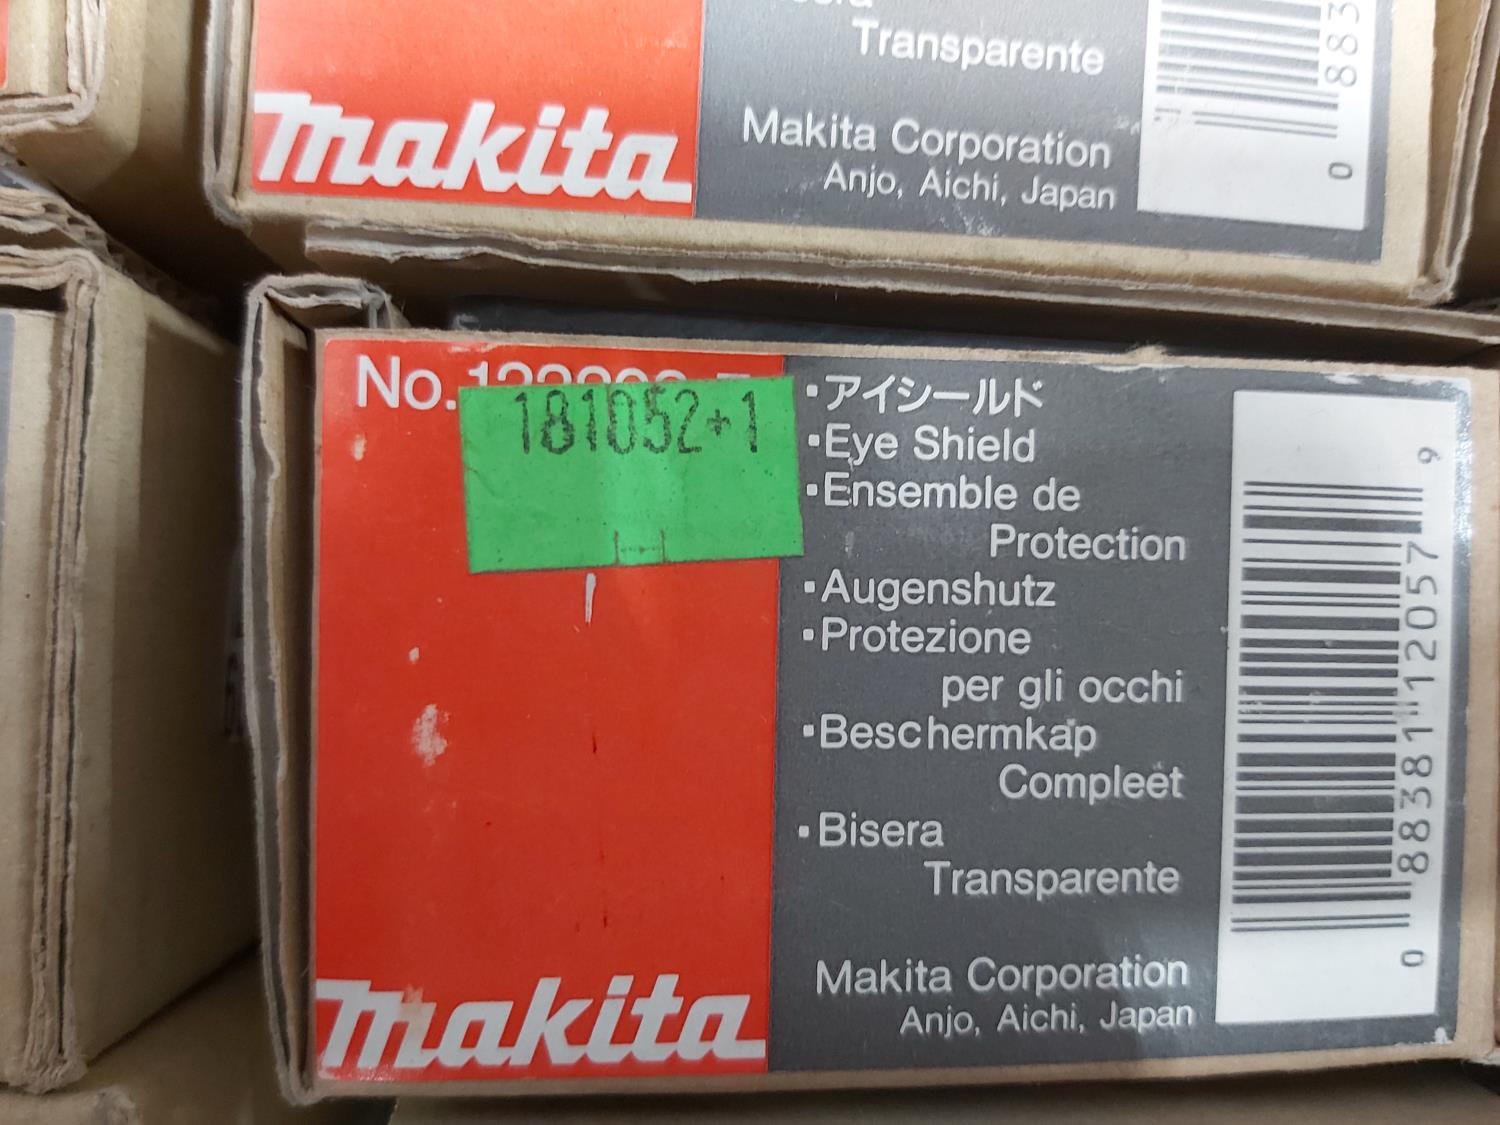 Transparente
makita
Makita Corporation
Anjo, Aichi, Japan
0 883
No.
181052+1
・アイシールド
・Eye Shield
・Ensemble de
Protection
・Augenshutz
・Protezione
per gli occhi
・Beschermkap
Compleet
・Bisera
Transparente
Makita Corporation
Anjo, Aichi, Japan
makita
0 88381 12057 9